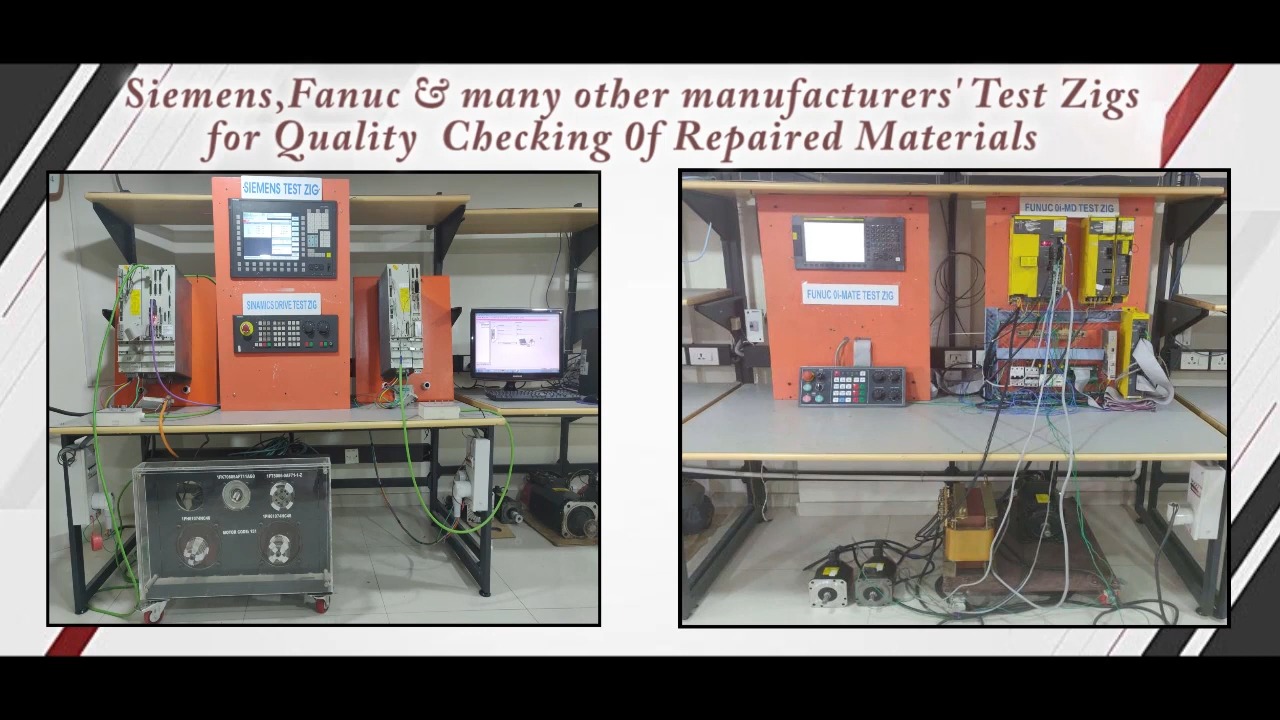 Siemens,Fanuc & many other manufacturers' Test Zigs
for Quality Checking 0f Repaired Materials
SIEMENS TEST ZIG
SINAMICS DRIVE TEST ZIG
FUNUC 0i-MD TEST ZIG
FUNUC 0i-MATE TEST ZIG